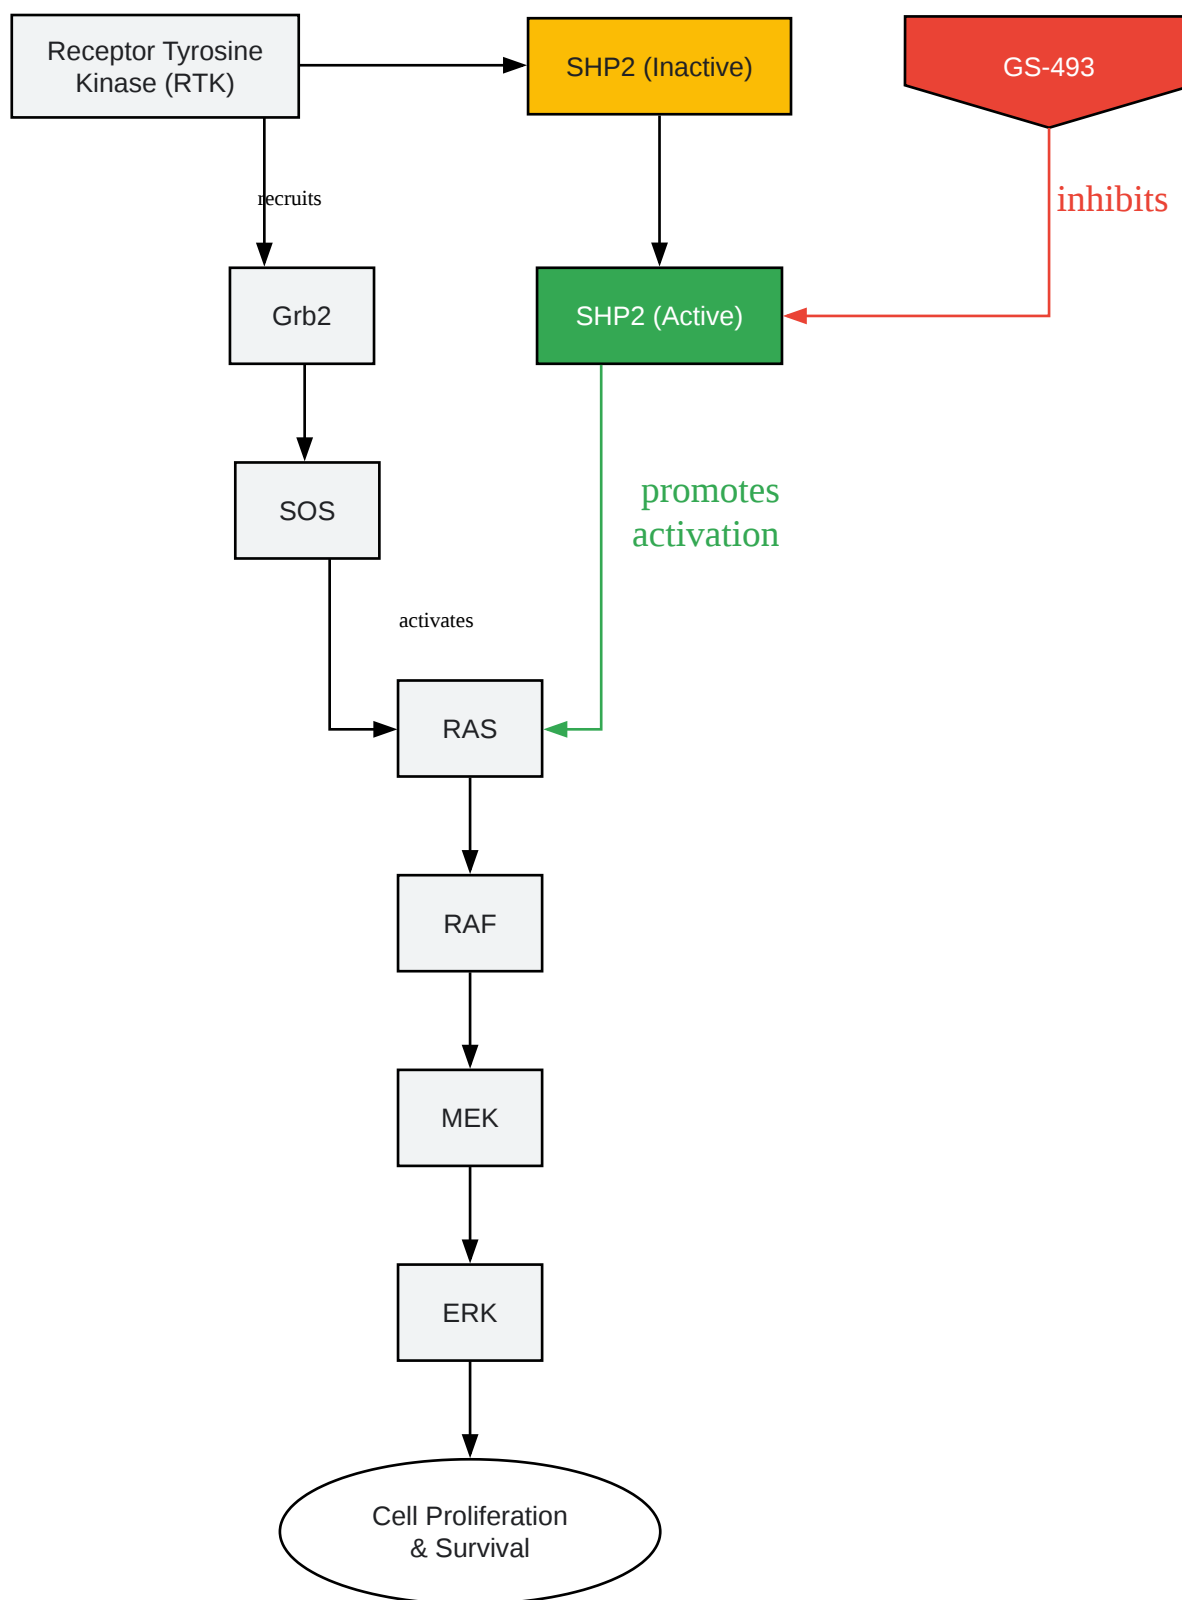 Receptor Tyrosine
Kinase (RTK)
SHP2 (Inactive)
GS-493
recruits
inhibits
Grb2
SHP2 (Active)
promotes
activation
SOS
activates
RAS
RAF
MEK
ERK
Cell Proliferation
& Survival